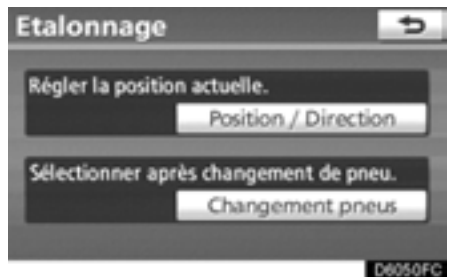 Etalonnage
Régler la position actuelle.
Position / Direction
Sélectionner après changement de pneu.
Changement pneus
D6050FC